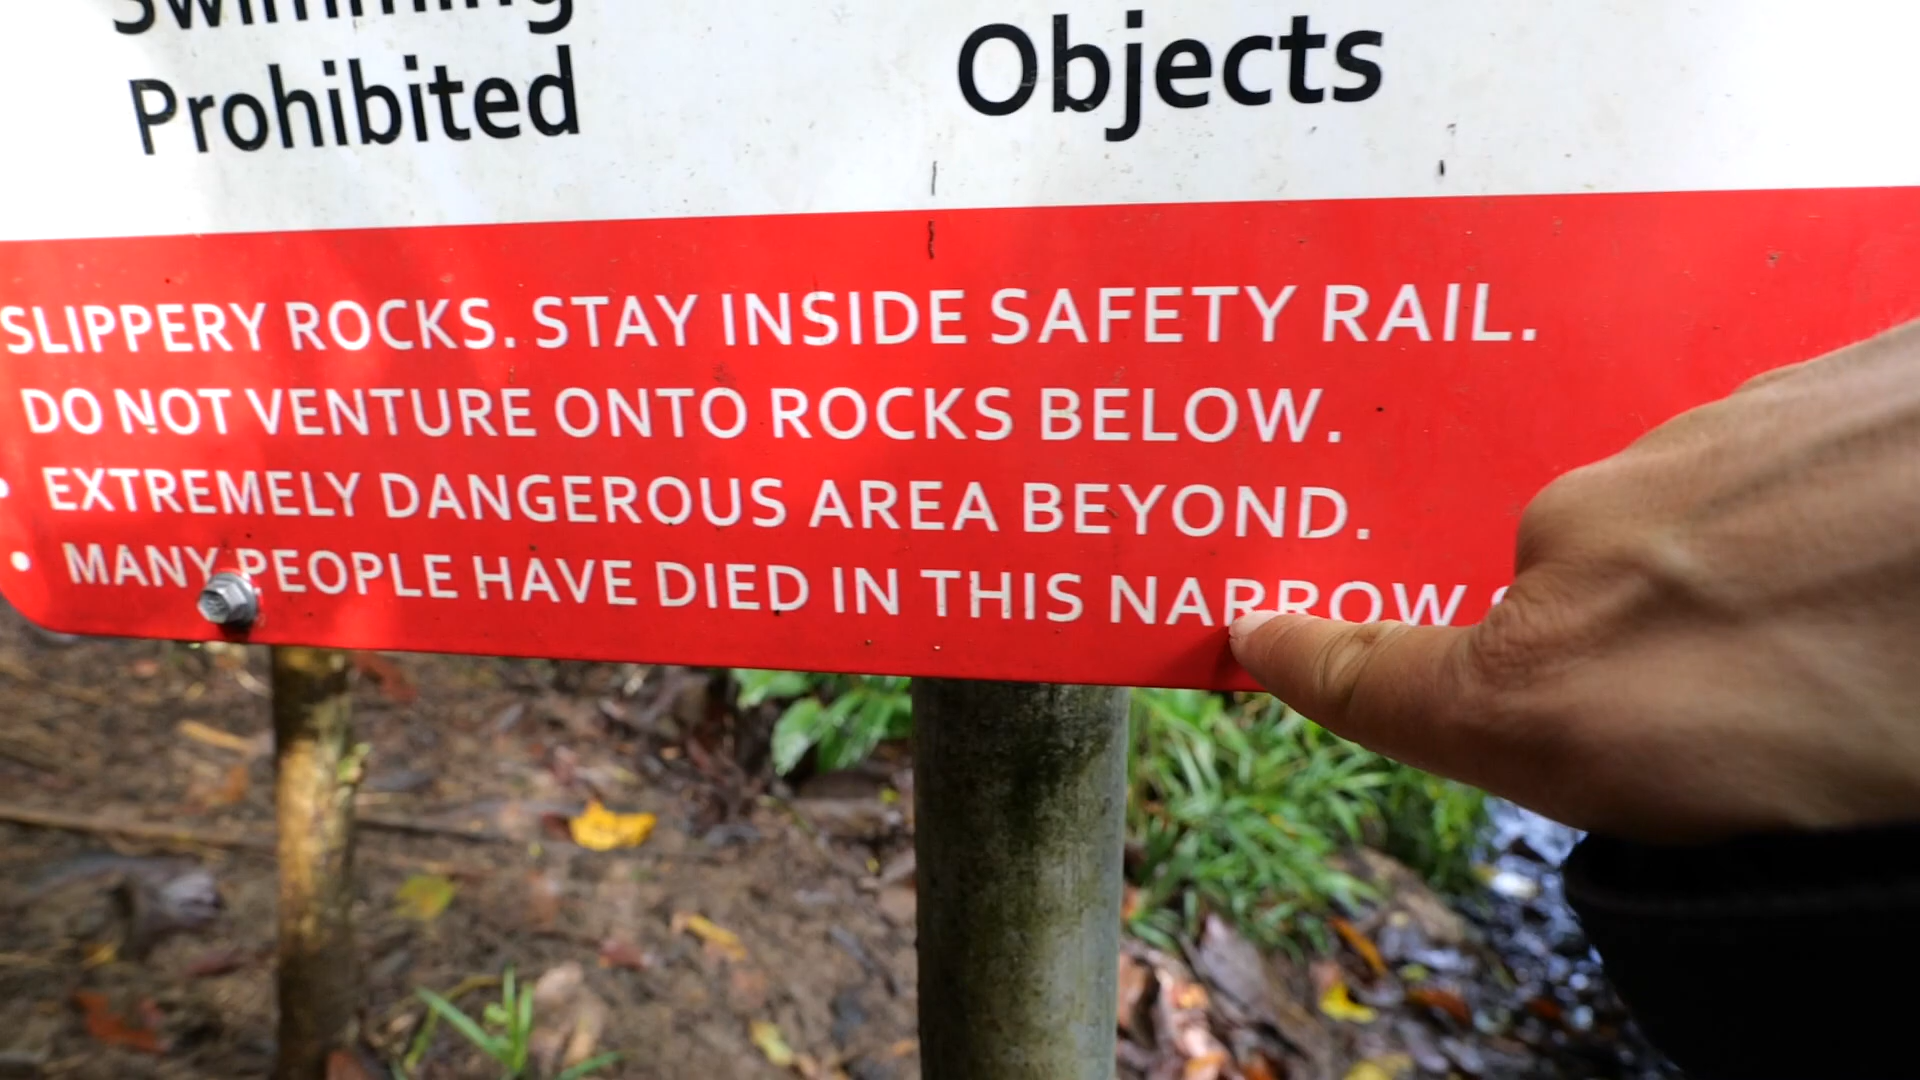 Swimming
Prohibited
Objects
SLIPPERY ROCKS. STAY INSIDE SAFETY RAIL.
DO NOT VENTURE ONTO ROCKS BELOW.
• EXTREMELY DANGEROUS AREA BEYOND.
• MANY PEOPLE HAVE DIED IN THIS NARROW